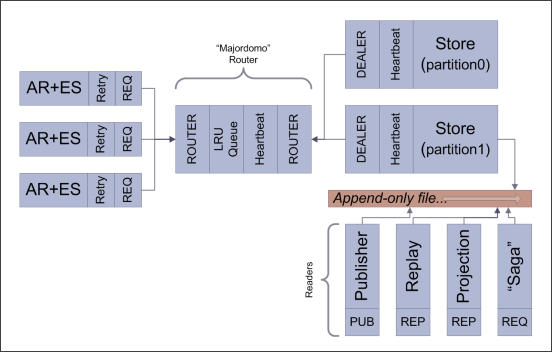 “Majordomo”
Router
AR+ES
Retry
REQ
AR+ES
Retry
REQ
AR+ES
Retry
REQ
ROUTER
LRU
Queue
Heartbeat
ROUTER
DEALER
Heartbeat
Store
(partition0)
DEALER
Heartbeat
Store
(partition1)
Append-only file...
Readers
Publisher
PUB
Replay
REP
Projection
REP
“Saga”
REQ